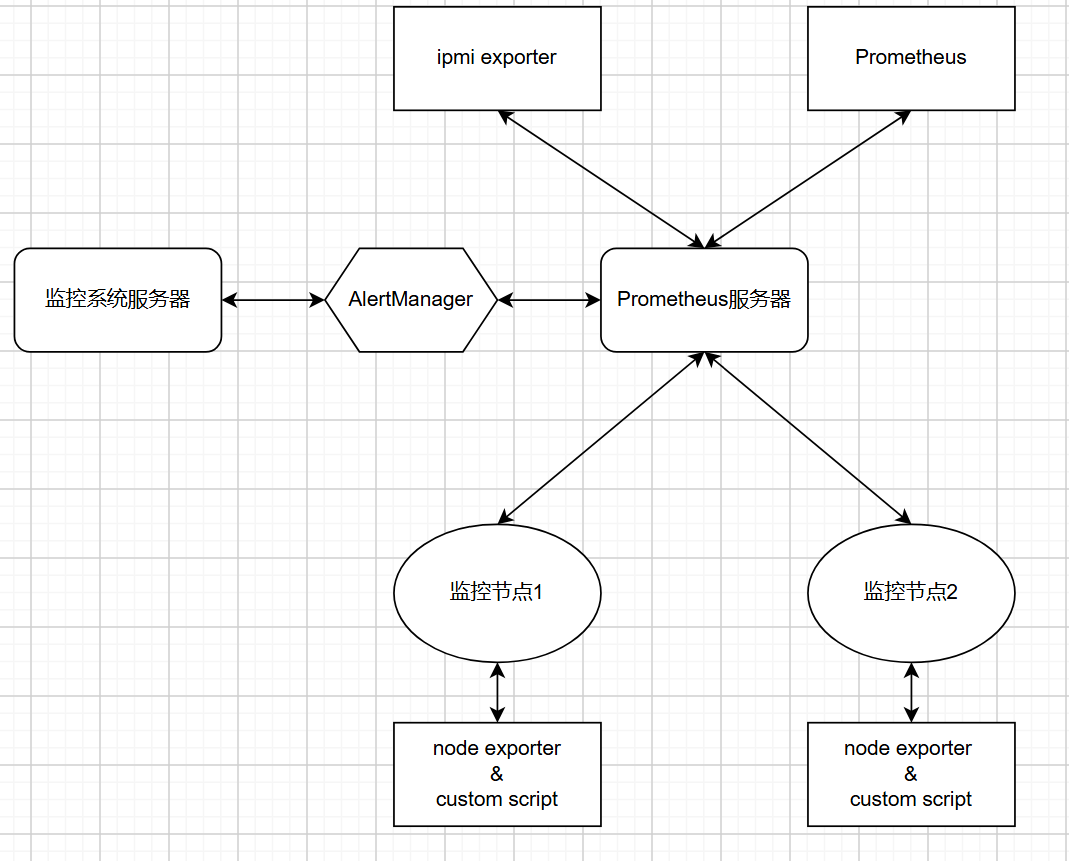 ipmi exporter
Prometheus
监控系统服务器
AlertManager
Prometheus服务器
监控节点1
监控节点2
node exporter
&
custom script
node exporter
&
custom script